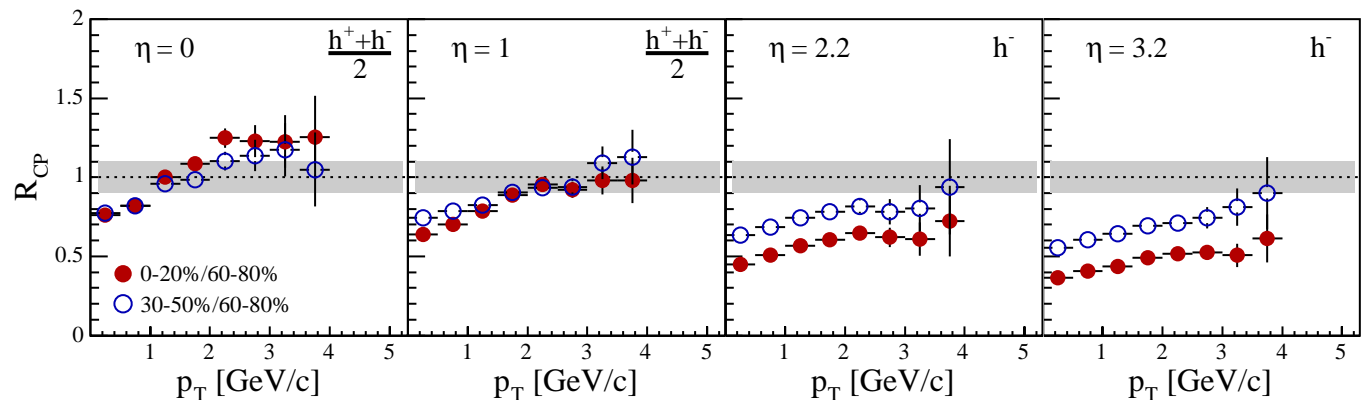 R_CP
2
1.5
1
0.5
0
η = 0
h⁺+h⁻
2
η = 1
h⁺+h⁻
2
η = 2.2
h⁻
η = 3.2
h⁻
0-20%/60-80%
30-50%/60-80%
1 2 3 4 5
1 2 3 4 5
1 2 3 4 5
1 2 3 4 5
p_T [GeV/c]
p_T [GeV/c]
p_T [GeV/c]
p_T [GeV/c]